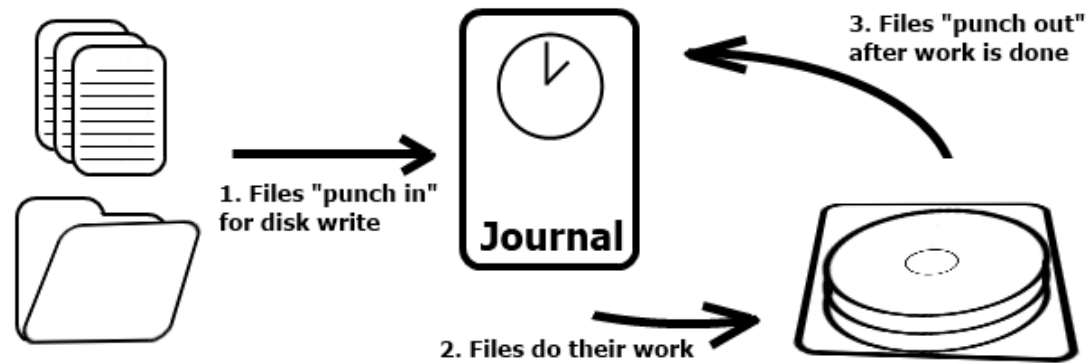 1. Files "punch in"
for disk write
Journal
2. Files do their work
3. Files "punch out"
after work is done